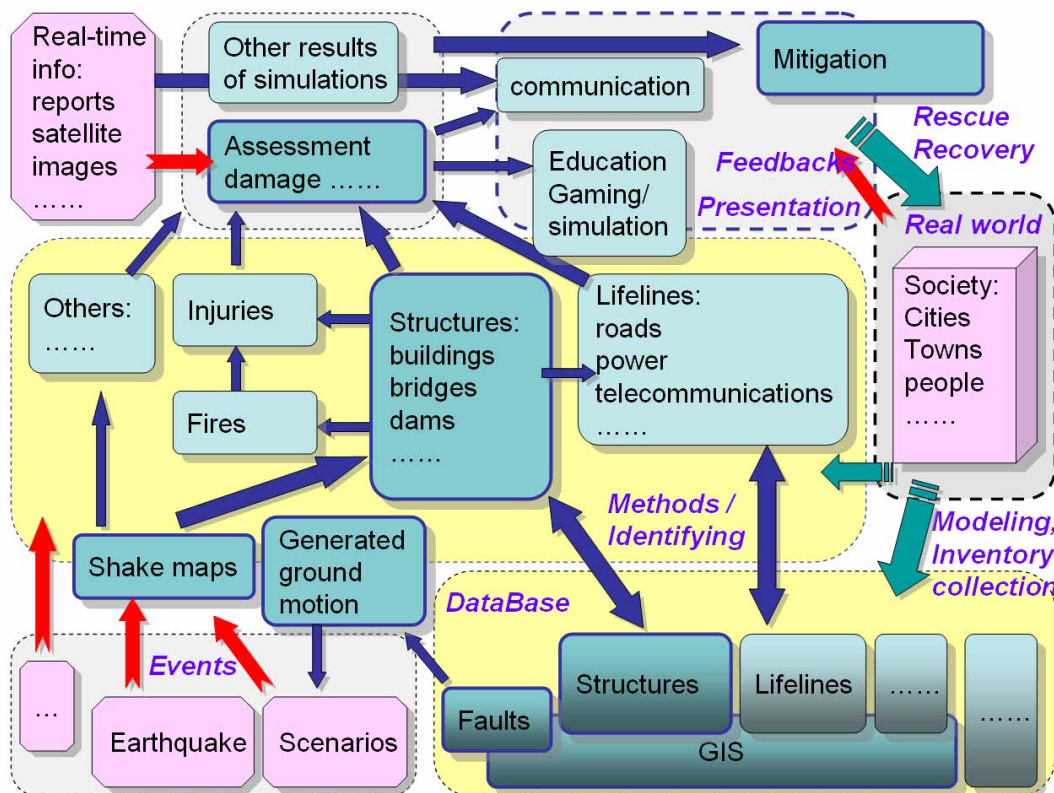 Real-time
info:
reports
satellite
images
……
Other results
of simulations
Assessment
damage ……
communication
Education
Gaming/
simulation
Mitigation
Feedbacks
Presentation
Rescue
Recovery
Real world
Society:
Cities
Towns
people
……
Others:
……
Injuries
Fires
Structures:
buildings
bridges
dams
……
Lifelines:
roads
power
telecommunications
……
Methods /
Identifying
Modeling,
Inventory
collection
Shake maps
Generated
ground
motion
DataBase
Events
...
Earthquake
Scenarios
Faults
Structures
Lifelines
……
……
GIS